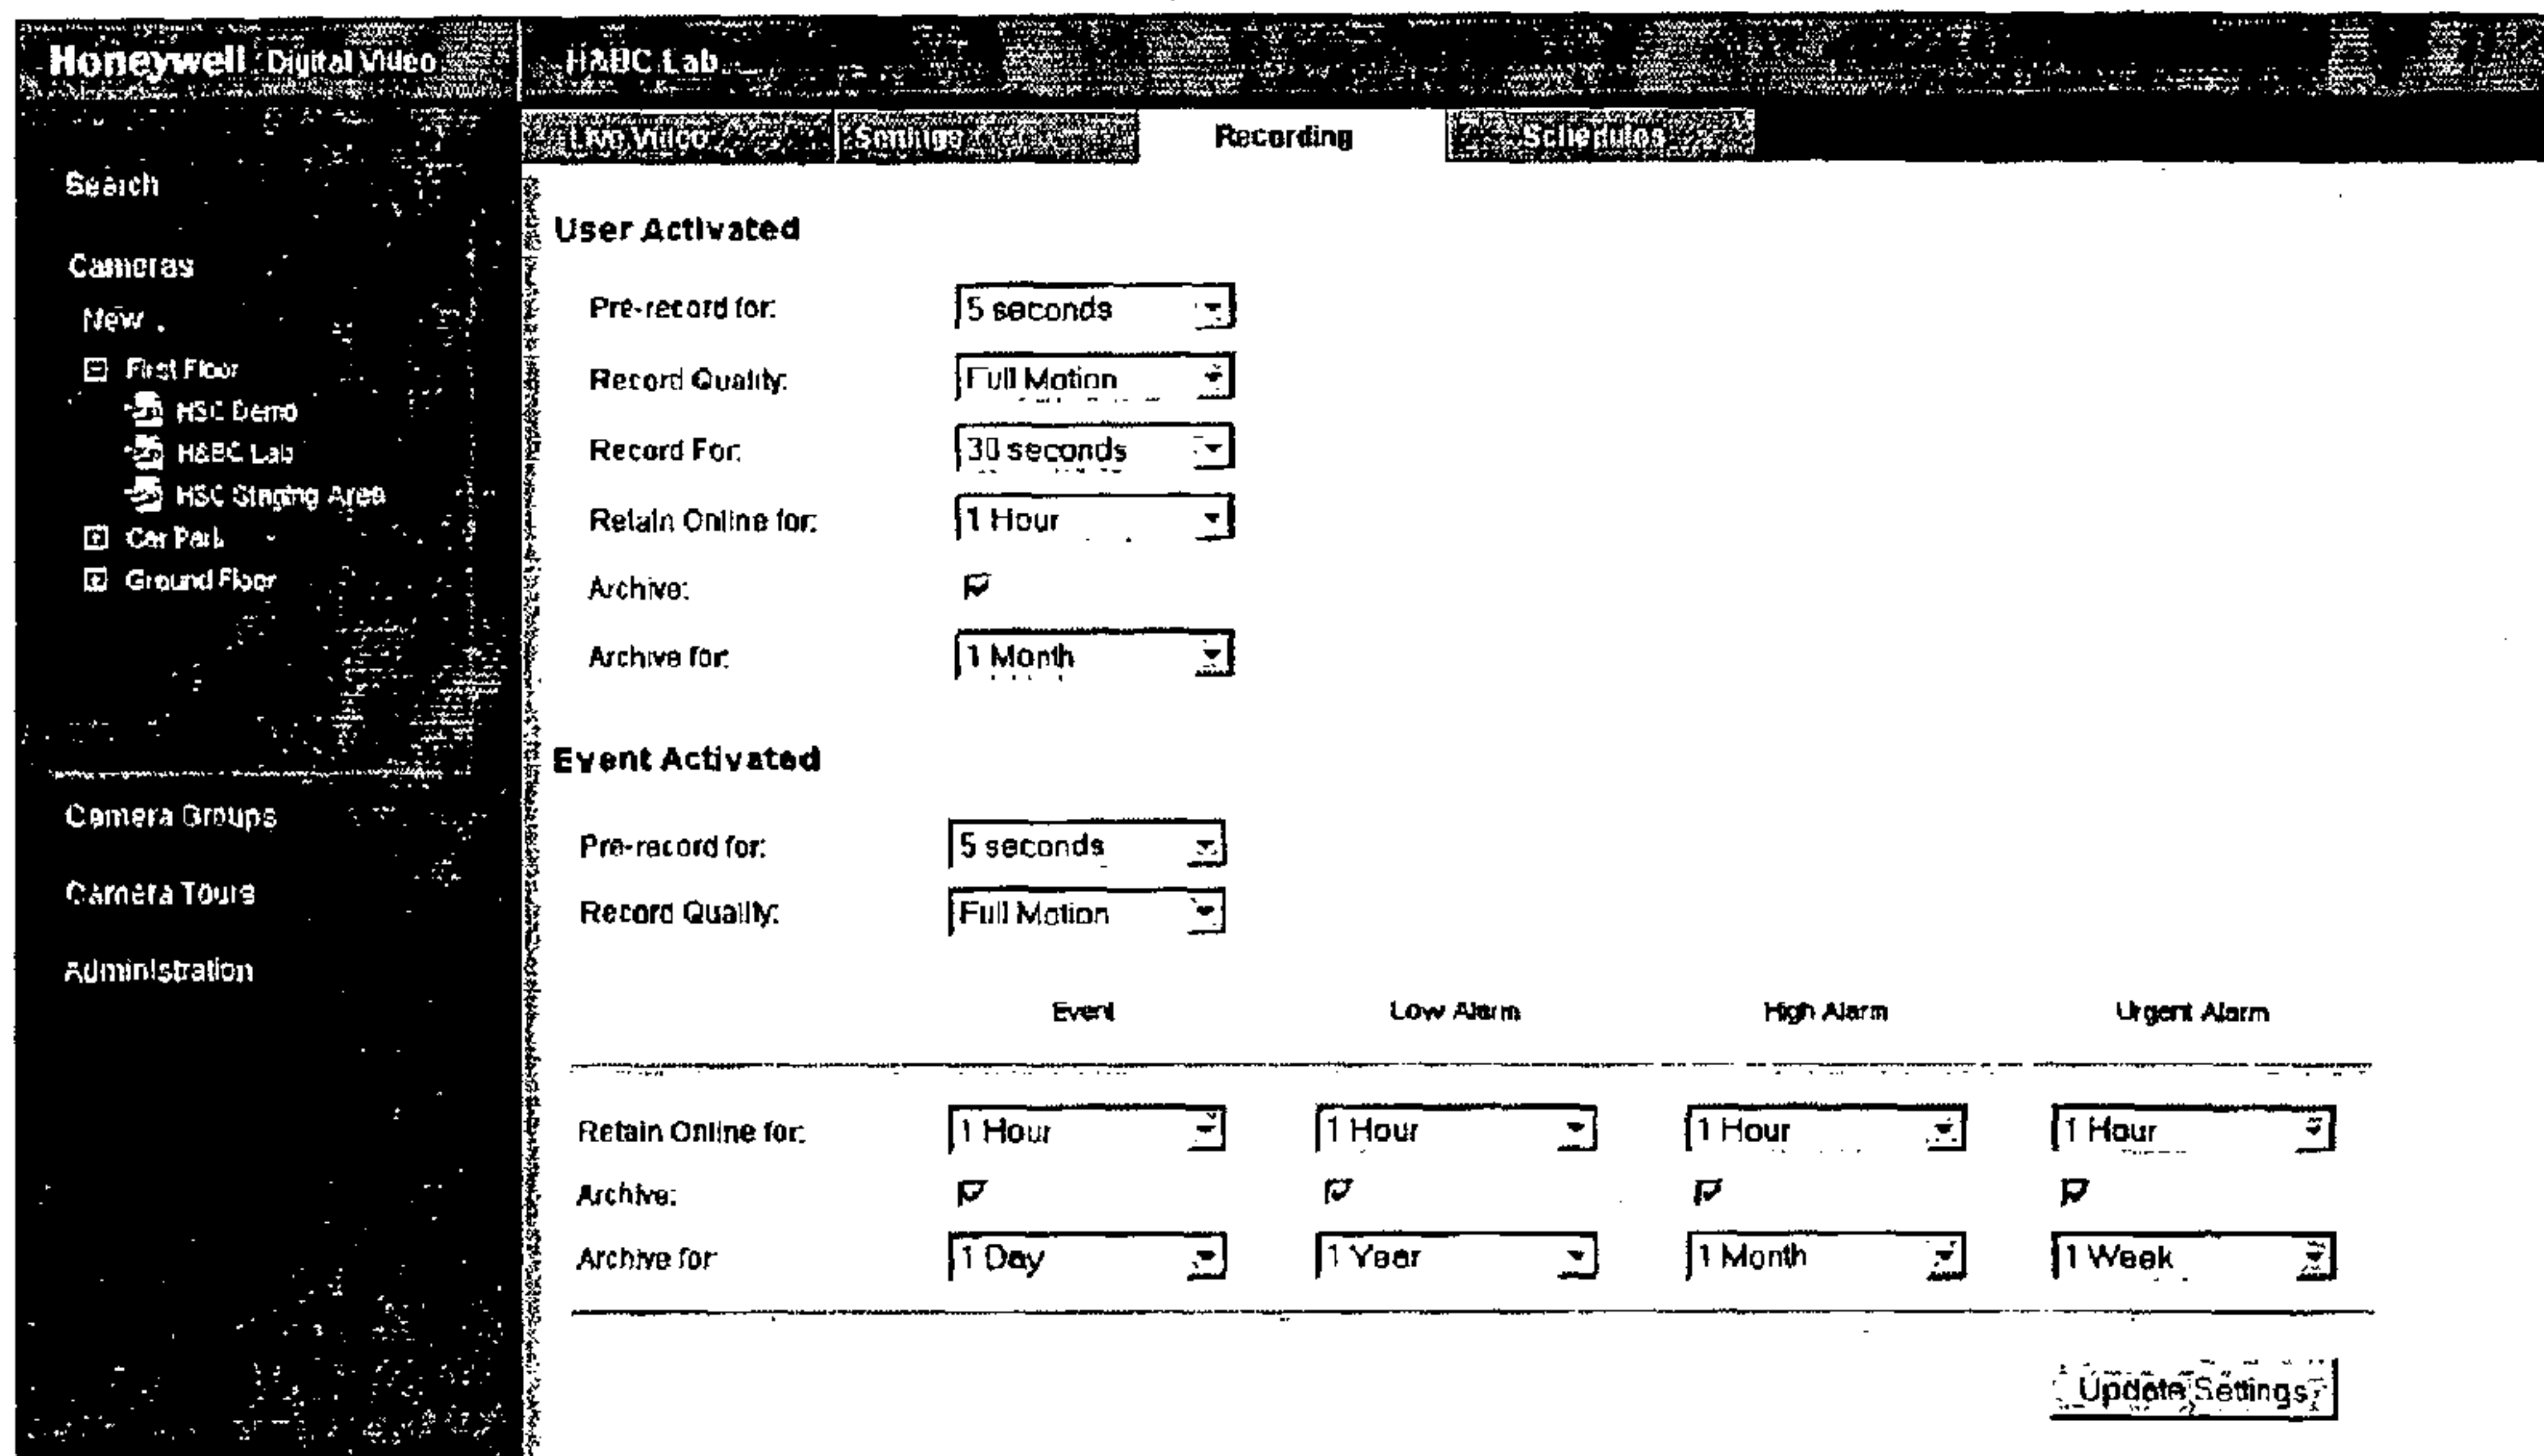 Honeywell Digital Video
H&BC Lab
Live Video Settings Recording Schedules
Search
Cameras
New
First Floor
HSC Demo
H&BC Lab
HSC Staging Area
Car Park
Ground Floor
Camera Groups
Camera Tours
Administration
User Activated
Pre-record for: 5 seconds
Record Quality: Full Motion
Record For: 30 seconds
Retain Online for: 1 Hour
Archive:
Archive for: 1 Month
Event Activated
Pre-record for: 5 seconds
Record Quality: Full Motion
Event Low Alarm High Alarm Urgent Alarm
Retain Online for: 1 Hour 1 Hour 1 Hour 1 Hour
Archive:
Archive for 1 Day 1 Year 1 Month 1 Week
Update Settings